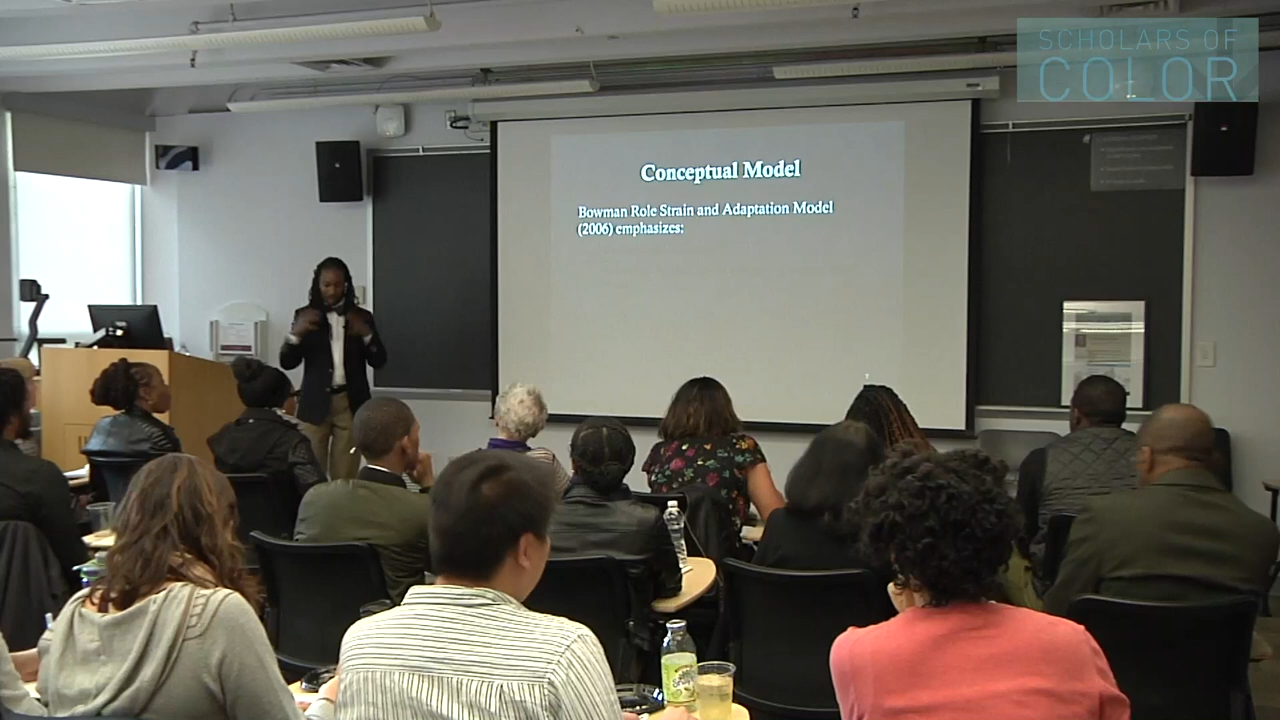 SCHOLARS OF
COLOR
Conceptual Model
Bowman Role Strain and Adaptation Model
(2006) emphasizes: